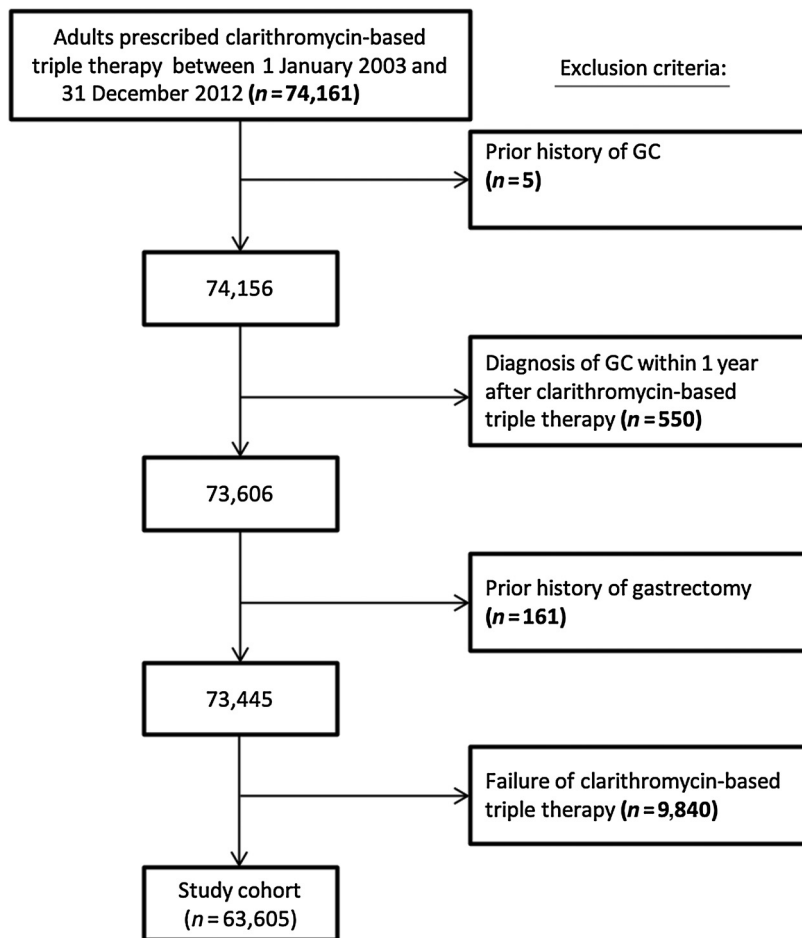 Adults prescribed clarithromycin-based
triple therapy between 1 January 2003 and
31 December 2012 (n=74,161)
Exclusion criteria:
Prior history of GC
(n=5)
74,156
Diagnosis of GC within 1 year
after clarithromycin-based
triple therapy (n=550)
73,606
Prior history of gastrectomy
(n=161)
73,445
Failure of clarithromycin-based
triple therapy (n=9,840)
Study cohort
(n=63,605)